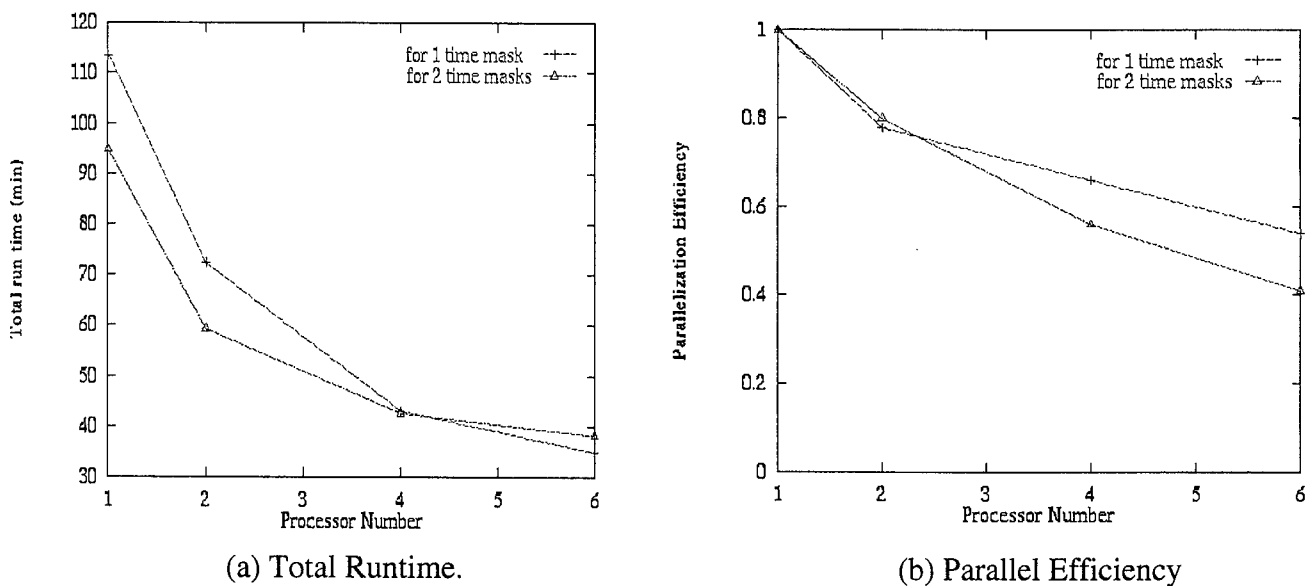 120
110
100
90
80
70
60
50
40
30
Total run time (min)
for 1 time mask
for 2 time masks
1
2
3
4
5
6
Processor Number
(a) Total Runtime.
1
0.8
0.6
0.4
0.2
0
Parallelization Efficiency
for 1 time mask
for 2 time masks
1
2
3
4
5
6
Processor Number
(b) Parallel Efficiency